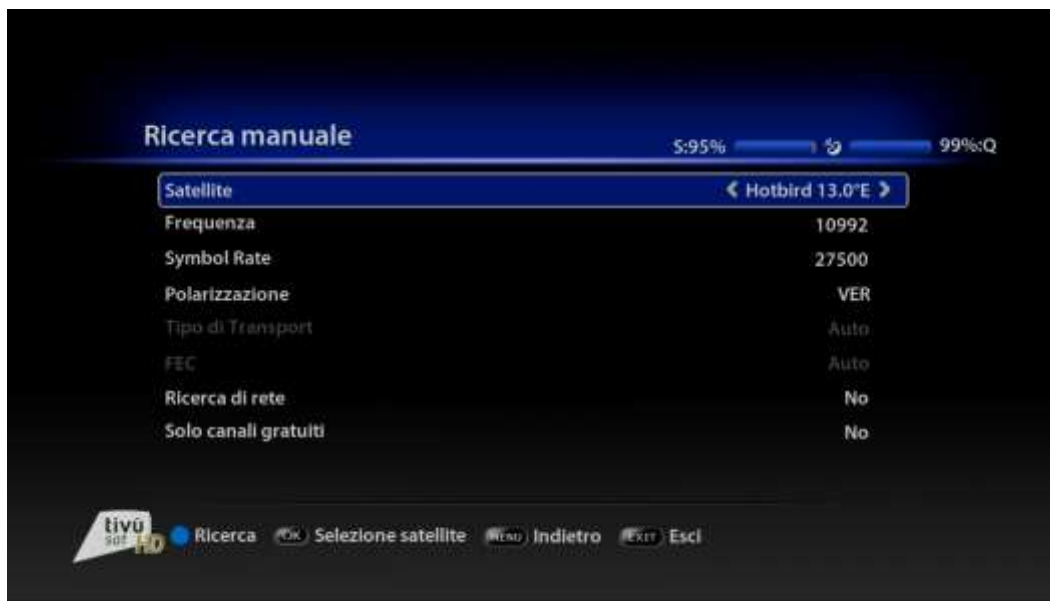 Ricerca manuale
S:95% 99%:Q
Satellite Hotbird 13.0°E
Frequenza 10992
Symbol Rate 27500
Polarizzazione VER
Tipo di Transport Auto
FEC Auto
Ricerca di rete No
Solo canali gratuiti No
tivù
sat HD
Ricerca OK Selezione satellite MENU Indietro EXIT Esci